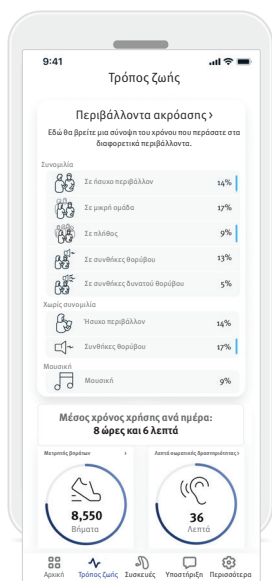 9:41
Τρόπος ζωής
Περιβάλλοντα ακρόασης ›
Εδώ θα βρείτε μια σύνοψη του χρόνου που περάσατε στα
διαφορετικά περιβάλλοντα.
Συνομιλία
Σε ήσυχο περιβάλλον 14%
Σε μικρή ομάδα 17%
Σε πλήθος 9%
Σε συνθήκες θορύβου 13%
Σε συνθήκες δυνατού θορύβου 5%
Χωρίς συνομιλία
Ήσυχο περιβάλλον 14%
Συνθήκες θορύβου 17%
Μουσική
Μουσική 9%
Μέσος χρόνος χρήσης ανά ημέρα:
8 ώρες και 6 λεπτά
Μετρητής βημάτων › Λεπτά σωματικής δραστηριότητας ›
8,550 36
Βήματα Λεπτά
Αρχική Τρόπος ζωής Συσκευές Υποστήριξη Περισσότερα